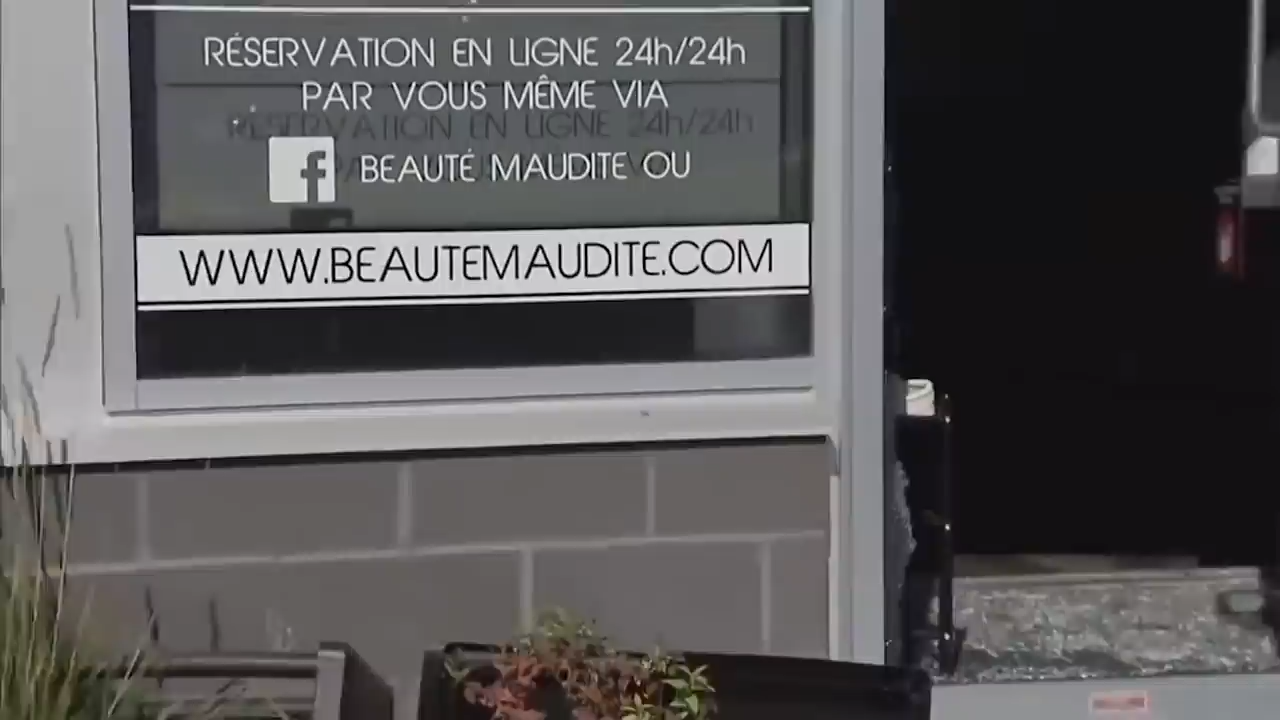 RÉSERVATION EN LIGNE 24h/24h
PAR VOUS MÊME VIA
f BEAUTÉ MAUDITE OU
WWW.BEAUTEMAUDITE.COM